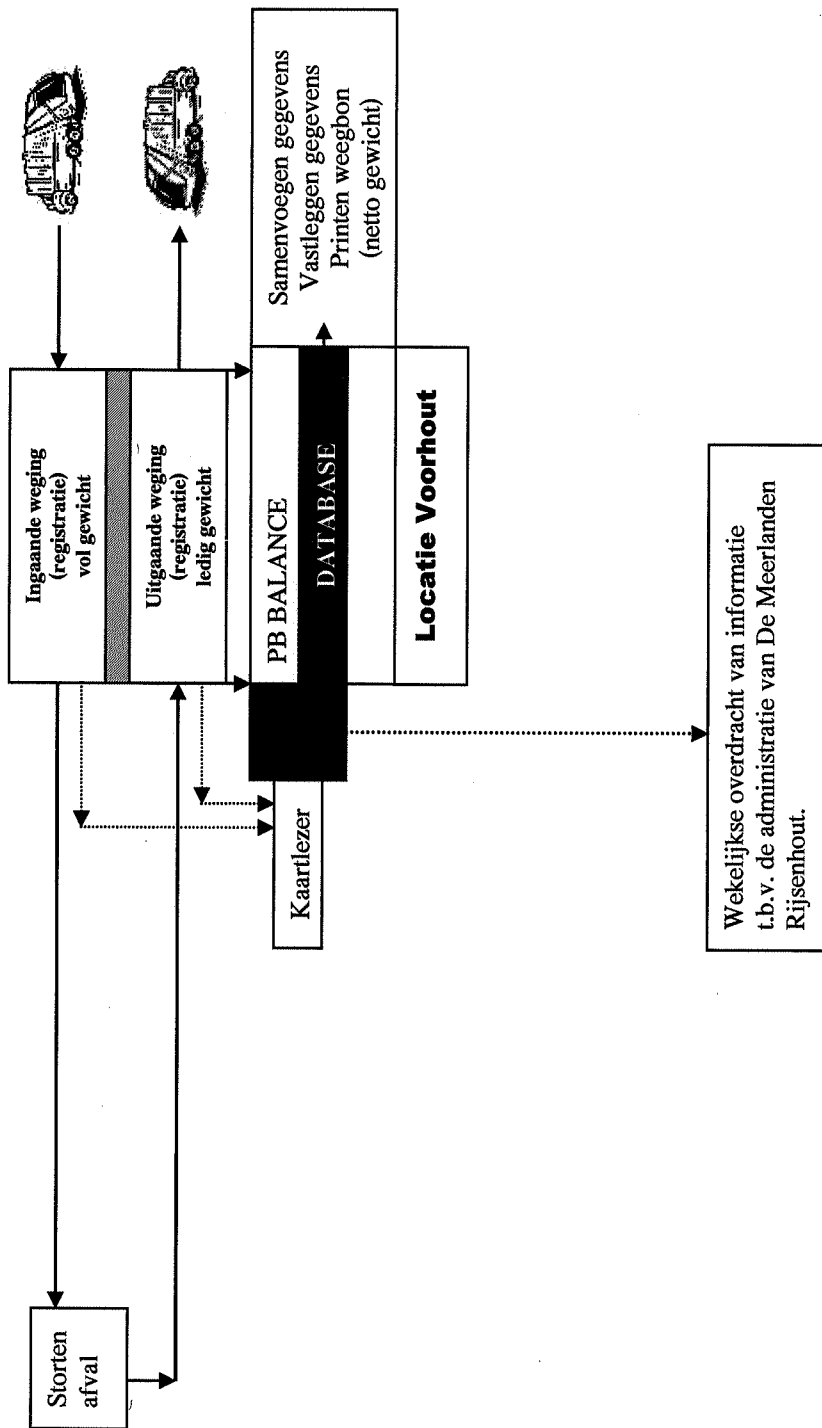 Storten
afval
Ingaande weging
(registratie)
vol gewicht
Uitgaande weging
(registratie)
ledig gewicht
Kaartlezer
PB BALANCE
DATABASE
Locatie Voorhout
Samenvoegen gegevens
Vastleggen gegevens
Printen weegbon
(netto gewicht)
Wekelijkse overdracht van informatie
t.b.v. de administratie van De Meerlanden
Rijsenhout.